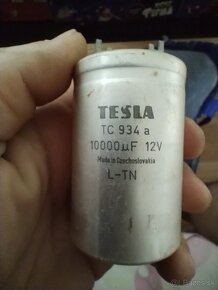 TESLA
TC 934 a
10000µF 12V
Made in Czechoslovakia
L-TN